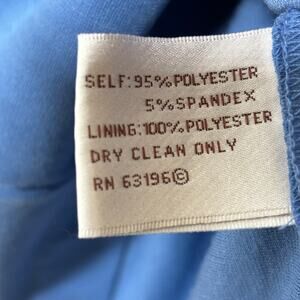 SELF: 95% POLYESTER
5% SPANDEX
LINING: 100% POLYESTER
DRY CLEAN ONLY
RN 63196©